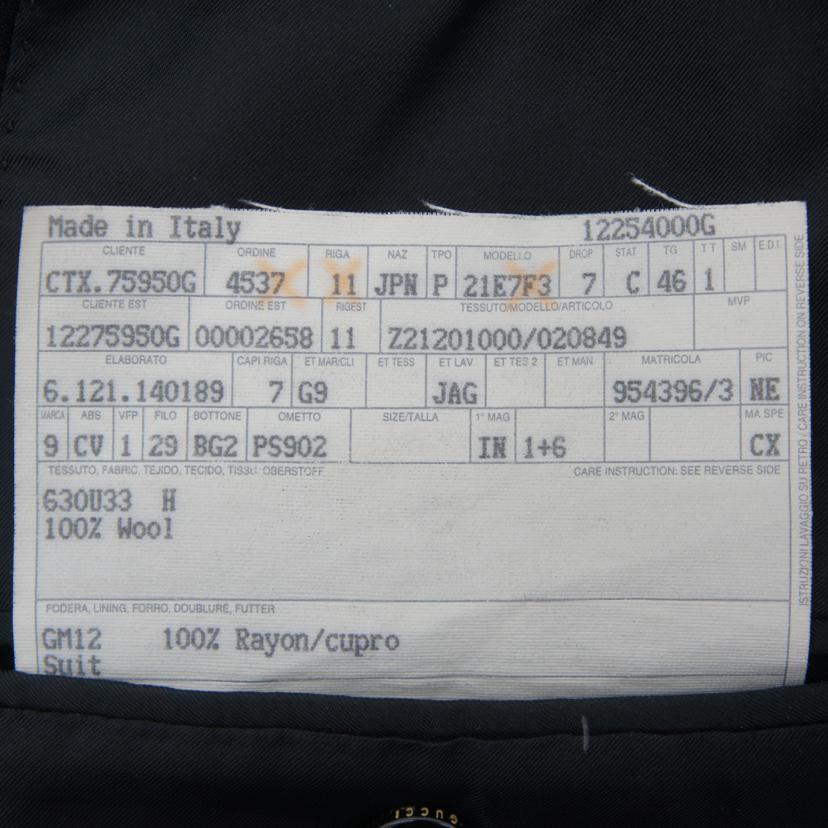 Made in Italy 12254000G
CLIENTE ORDINE RIGA NAZ TPO MODELLO DROP STAT TG TT SM E.D.I.
CTX.75950G 4537 11 JPN P 21E7F3 7 C 46 1
CLIENTE EST ORDINE EST RIGEST TESSUTO/MODELLO/ARTICOLO MVP
12275950G 00002658 11 Z21201000/020849
ELABORATO CAPI RIGA ET MAR/CLI ET TESS ET LAV ET TES 2 ET MAN MATRICOLA PIC
6.121.140189 7 G9 JAG 954396/3 NE
MARCA ABS VFP FILO BOTTONE OMETTO SIZE/TALLA 1° MAG 2° MAG MA SPE
9 CV 1 29 BG2 PS902 IN 1+6 CX
TESSUTO, FABRIC, TEJIDO, TECIDO, TISSU, OBERSTOFF CARE INSTRUCTION: SEE REVERSE SIDE
630U33 H
100% Wool
FODERA, LINING, FORRO, DOUBLURE, FUTTER
GM12 100% Rayon/cupro
Suit
ISTRUZIONI LAVAGGIO SU RETRO / CARE INSTRUCTION ON REVERSE SIDE
GUCCI